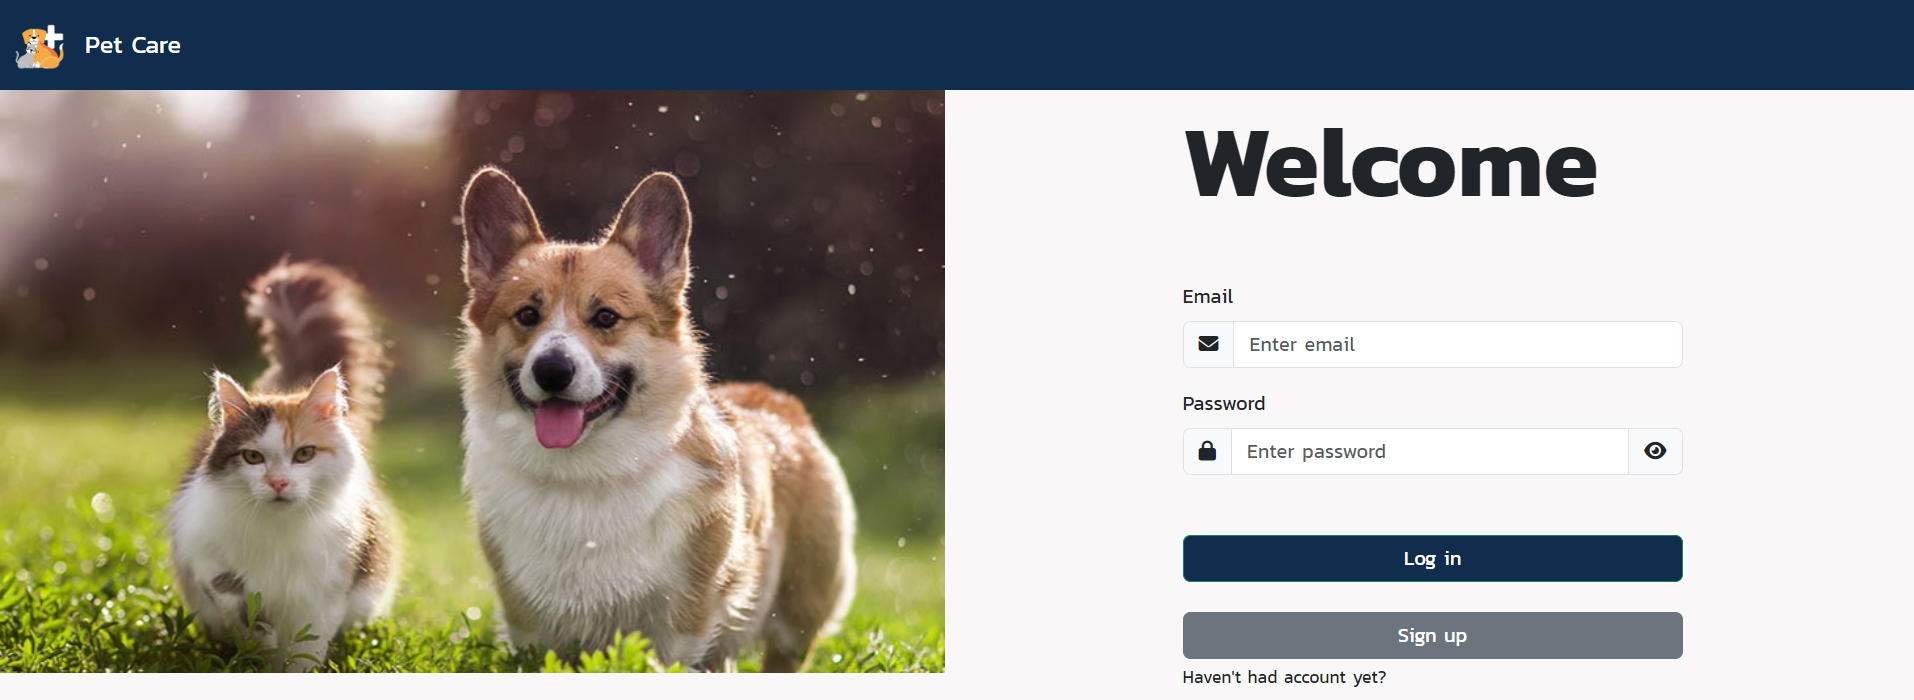 Pet Care
Welcome
Email
Enter email
Password
Enter password
Log in
Sign up
Haven't had account yet?